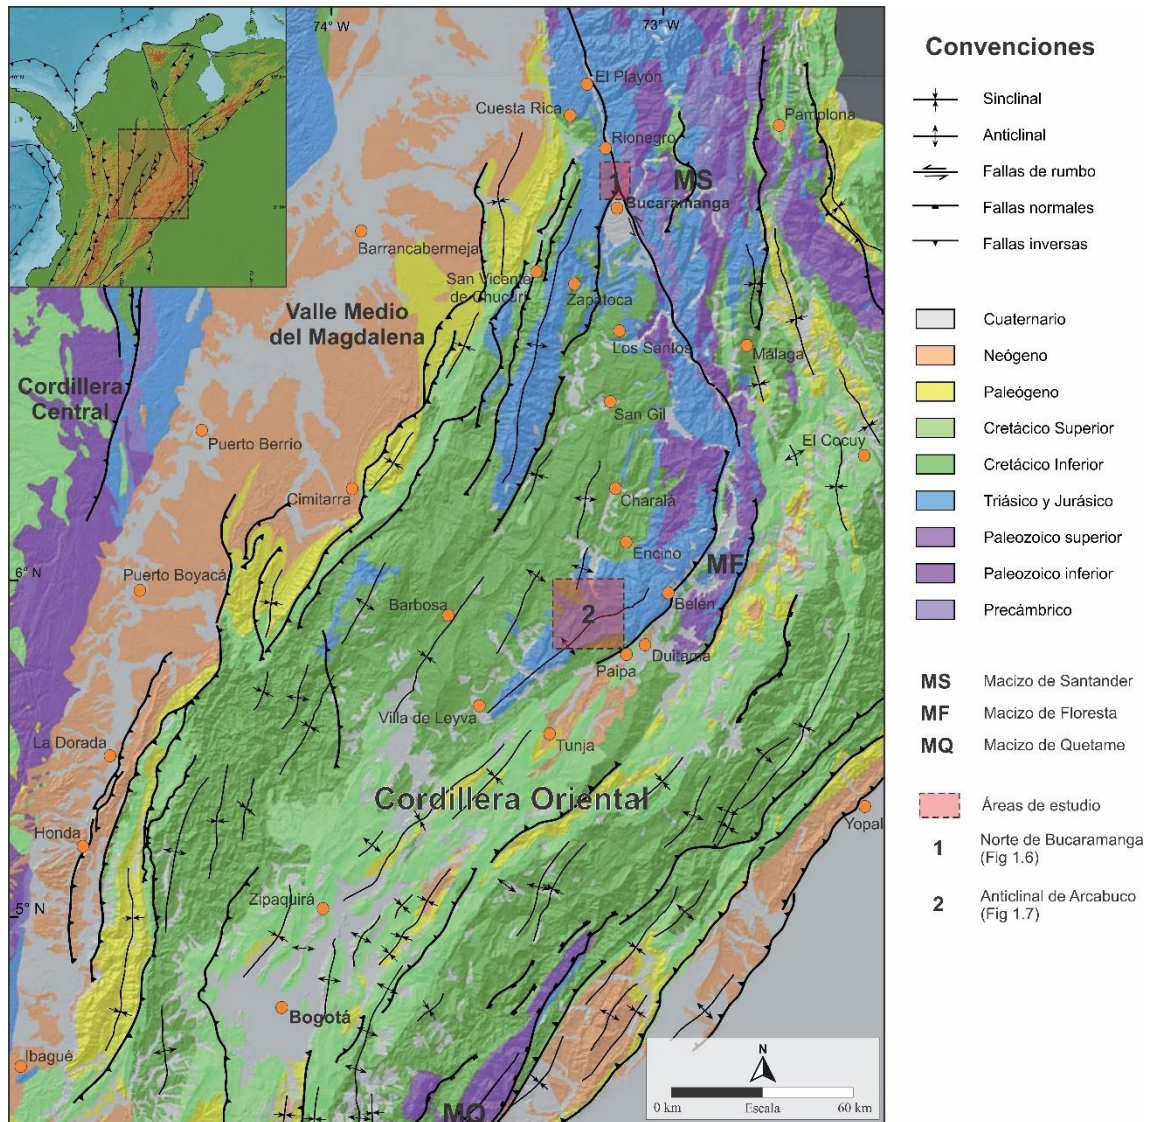 74° W
73° W
El Playón
Cuesta Rica
Pamplona
Rionegro
1
MS
Bucaramanga
Barrancabermeja
San Vicente
de Chucurí
Zapatoca
Valle Medio
del Magdalena
Los Santos
Málaga
Cordillera
Central
San Gil
Puerto Berrío
El Cocuy
Cimitarra
Charalá
Encino
6° N
MF
Puerto Boyacá
Barbosa
2
Belén
Duitama
Paipa
Villa de Leyva
Tunja
La Dorada
Cordillera Oriental
Yopal
Honda
Zipaquirá
5° N
Bogotá
Ibagué
MQ
N
0 km
Escala
60 km
Convenciones
Sinclinal
Anticlinal
Fallas de rumbo
Fallas normales
Fallas inversas
Cuaternario
Neógeno
Paleógeno
Cretácico Superior
Cretácico Inferior
Triásico y Jurásico
Paleozoico superior
Paleozoico inferior
Precámbrico
MS Macizo de Santander
MF Macizo de Floresta
MQ Macizo de Quetame
Áreas de estudio
1 Norte de Bucaramanga
(Fig 1.6)
2 Anticlinal de Arcabuco
(Fig 1.7)